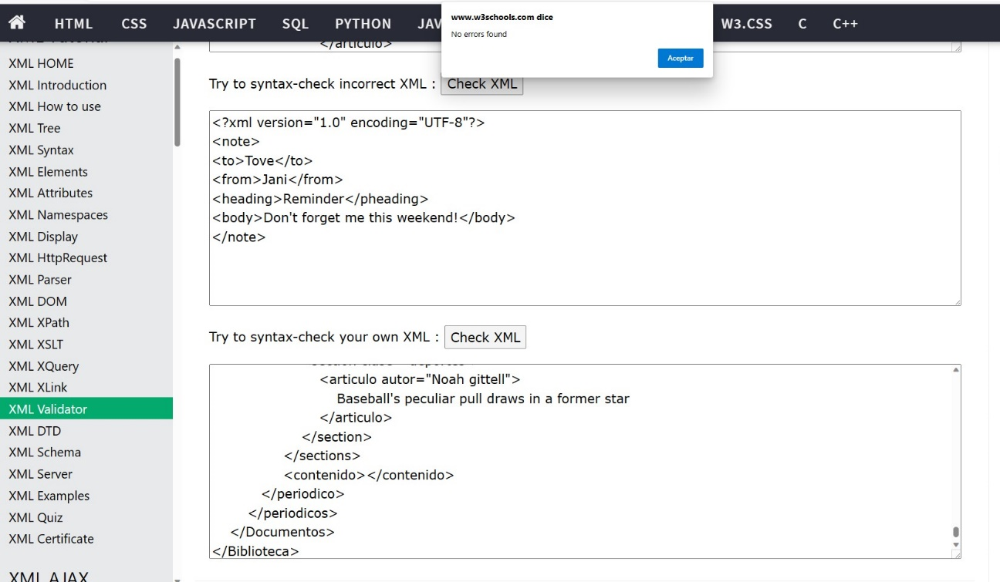 HTML CSS JAVASCRIPT SQL PYTHON JAV W3.CSS C C++
www.w3schools.com dice
No errors found
Aceptar
XML Tutorial
XML HOME
XML Introduction
XML How to use
XML Tree
XML Syntax
XML Elements
XML Attributes
XML Namespaces
XML Display
XML HttpRequest
XML Parser
XML DOM
XML XPath
XML XSLT
XML XQuery
XML XLink
XML Validator
XML DTD
XML Schema
XML Server
XML Examples
XML Quiz
XML Certificate
XML AJAX
</articulo>
Try to syntax-check incorrect XML : Check XML
<?xml version="1.0" encoding="UTF-8"?>
<note>
<to>Tove</to>
<from>Jani</from>
<heading>Reminder</pheading>
<body>Don't forget me this weekend!</body>
</note>
Try to syntax-check your own XML : Check XML
<articulo autor="Noah gittell">
Baseball's peculiar pull draws in a former star
</articulo>
</section>
</sections>
<contenido></contenido>
</periodico>
</periodicos>
</Documentos>
</Biblioteca>